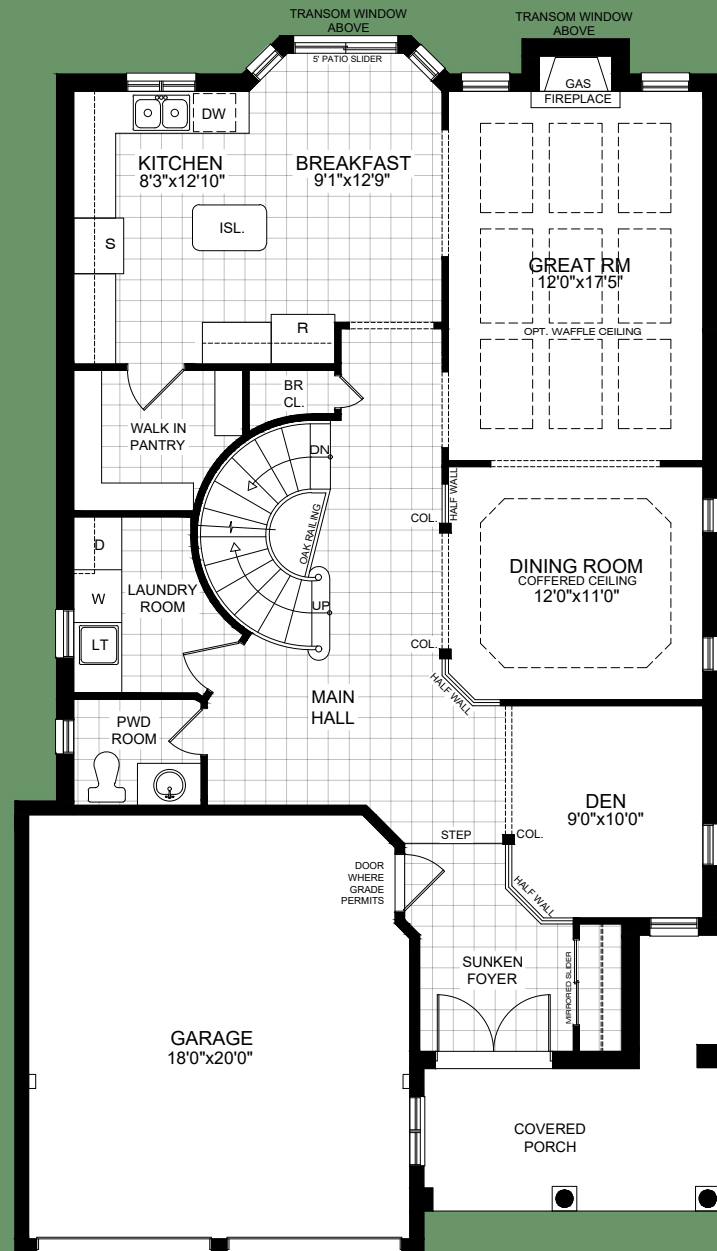 TRANSOM WINDOW
ABOVE
TRANSOM WINDOW
ABOVE
5' PATIO SLIDER
GAS
FIREPLACE
DW
KITCHEN
8'3"x12'10"
BREAKFAST
9'1"x12'9"
ISL.
S
GREAT RM
12'0"x17'5"
OPT. WAFFLE CEILING
R
BR
CL.
WALK IN
PANTRY
DN
HALF WALL
COL.
OAK RAILING
D
DINING ROOM
COFFERED CEILING
12'0"x11'0"
LAUNDRY
ROOM
W
UP
LT
COL.
HALF WALL
MAIN
HALL
PWD
ROOM
DEN
9'0"x10'0"
STEP
COL.
DOOR
WHERE
GRADE
PERMITS
HALF WALL
SUNKEN
FOYER
MIRRORED SLIDER
GARAGE
18'0"x20'0"
COVERED
PORCH